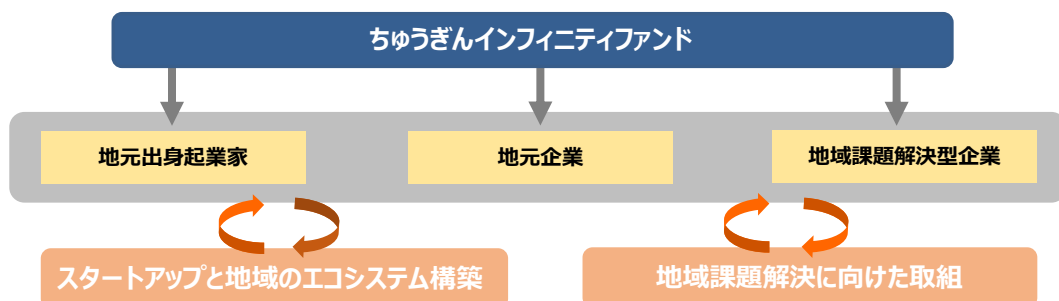 ちゅうぎんインフィニティファンド
地元出身起業家
地元企業
地域課題解決型企業
スタートアップと地域のエコシステム構築
地域課題解決に向けた取組